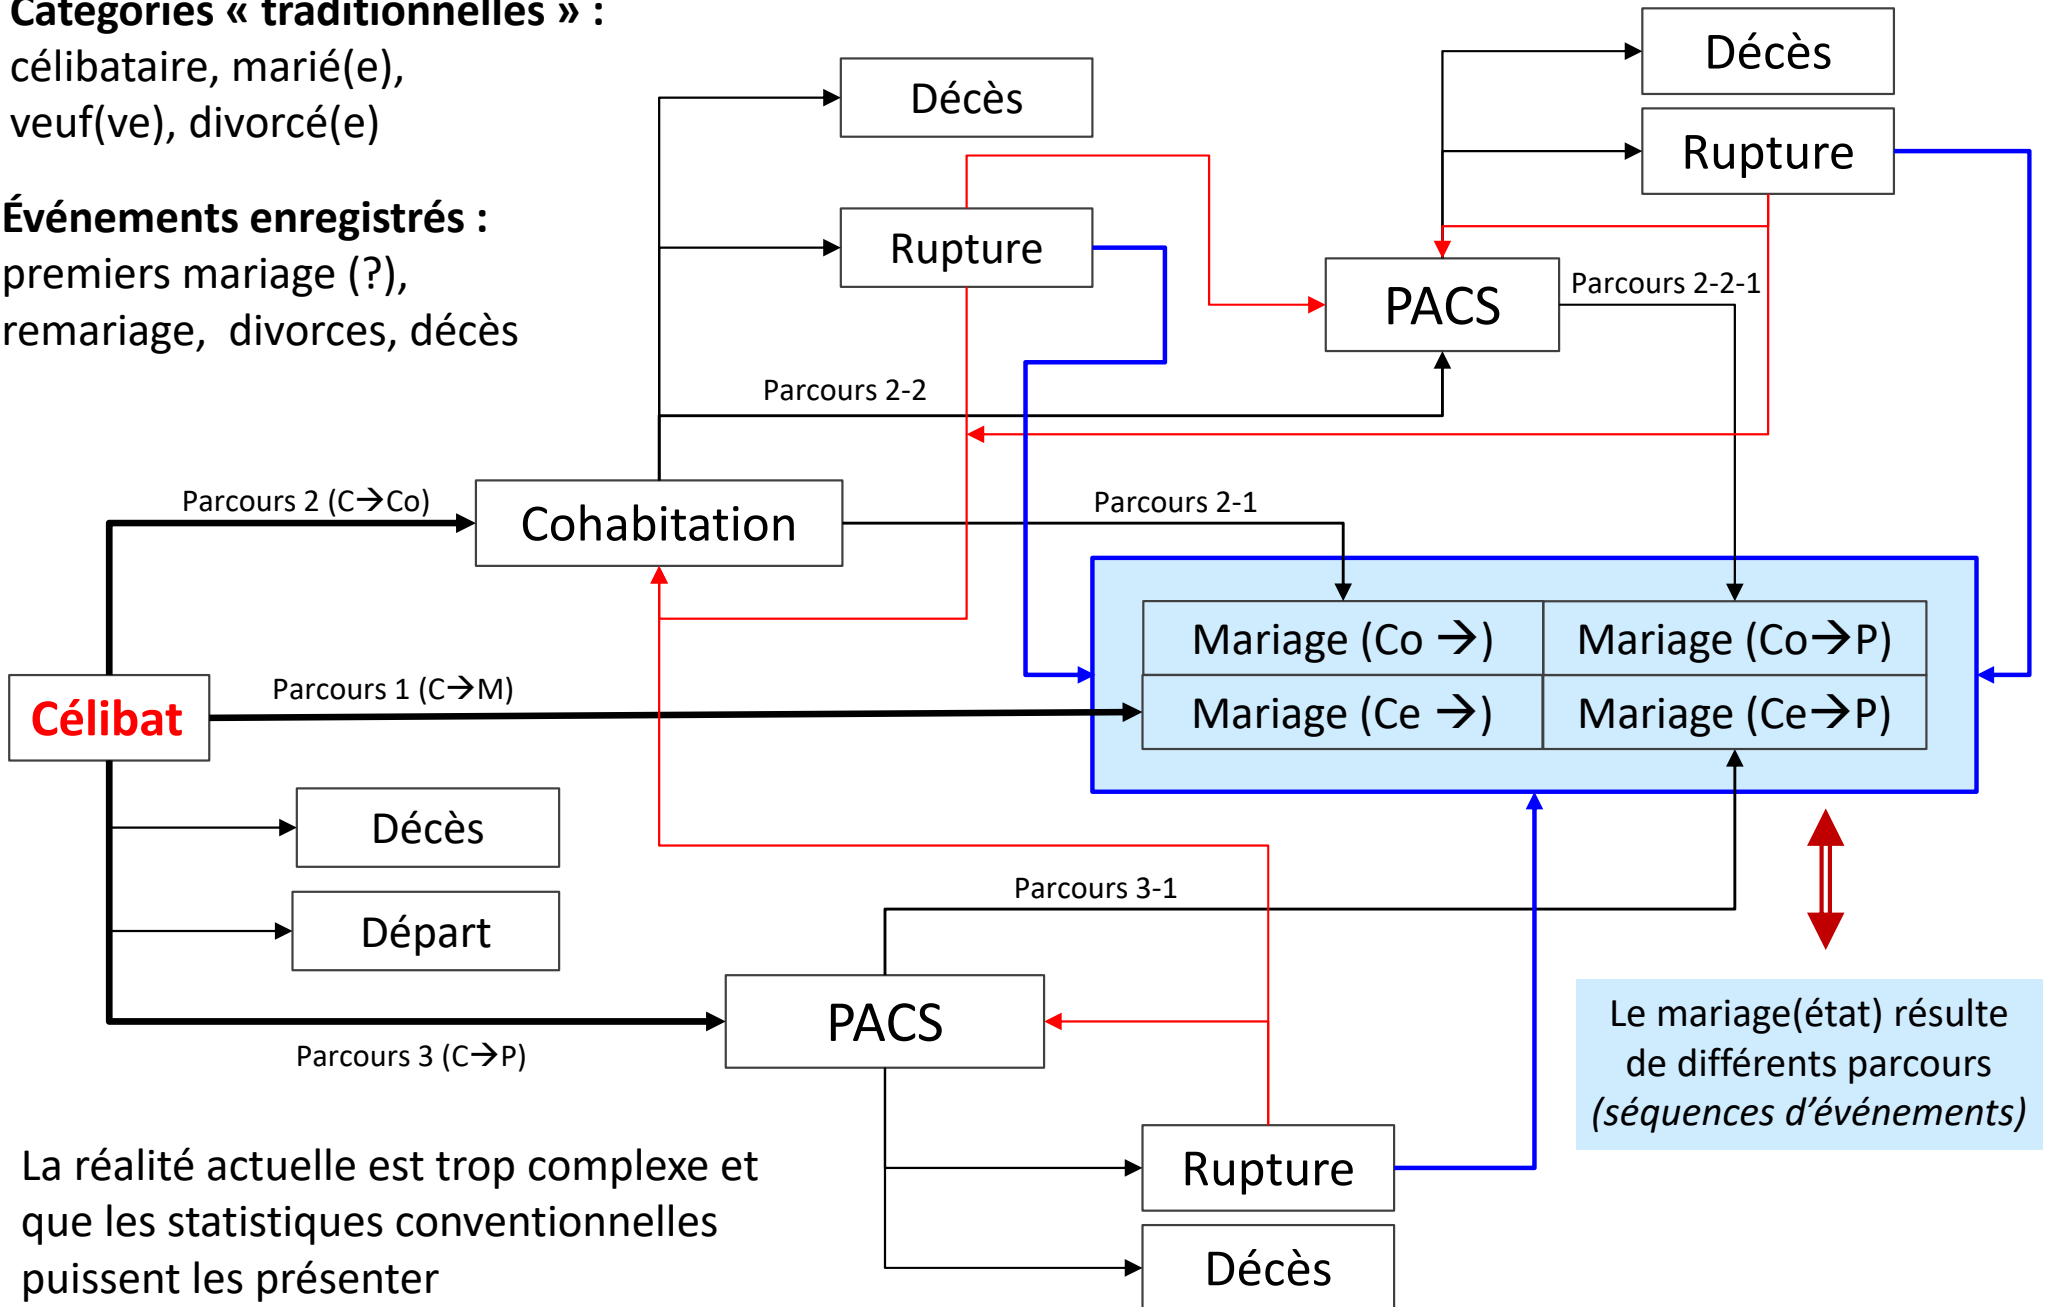 Catégories « traditionnelles » :
célibataire, marié(e),
veuf(ve), divorcé(e)
Événements enregistrés :
premiers mariage (?),
remariage, divorces, décès
Décès
Rupture
Décès
Rupture
PACS
Parcours 2-2-1
Parcours 2-2
Parcours 2 (C→Co)
Cohabitation
Parcours 2-1
Célibat
Parcours 1 (C→M)
Mariage (Co →)
Mariage (Co→P)
Mariage (Ce →)
Mariage (Ce→P)
Décès
Départ
Parcours 3-1
PACS
Parcours 3 (C→P)
Rupture
Décès
Le mariage(état) résulte
de différents parcours
(séquences d’événements)
La réalité actuelle est trop complexe et
que les statistiques conventionnelles
puissent les présenter